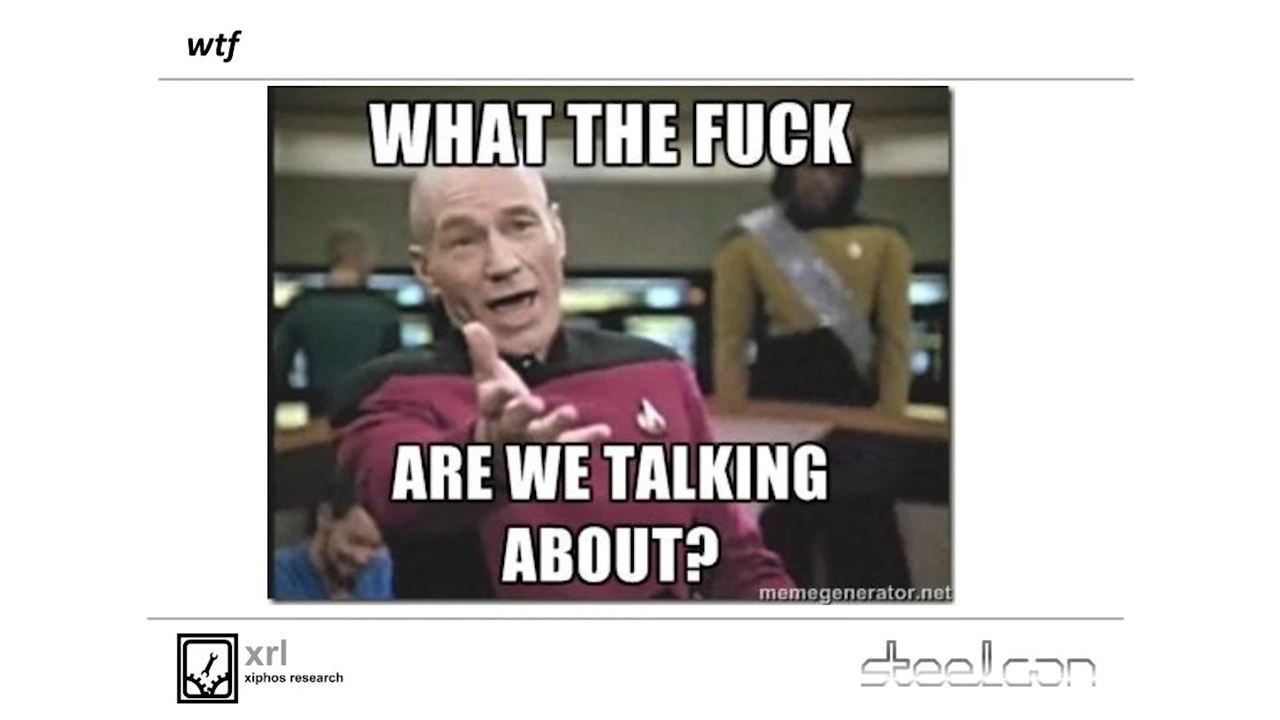 wtf
WHAT THE FUCK
ARE WE TALKING
ABOUT?
memegenerator.net
xrl
xiphos research
steelcon